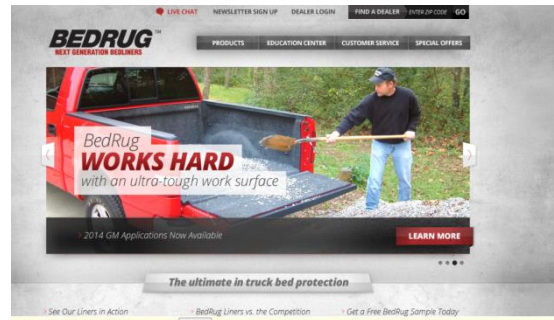 LIVE CHAT
NEWSLETTER SIGN UP
DEALER LOGIN
FIND A DEALER
ENTER ZIP CODE
GO
BEDRUG™
NEXT GENERATION BEDLINERS
PRODUCTS
EDUCATION CENTER
CUSTOMER SERVICE
SPECIAL OFFERS
BedRug
WORKS HARD
with an ultra-tough work surface
› 2014 GM Applications Now Available
LEARN MORE
The ultimate in truck bed protection
› See Our Liners in Action
› BedRug Liners vs. the Competition
› Get a Free BedRug Sample Today